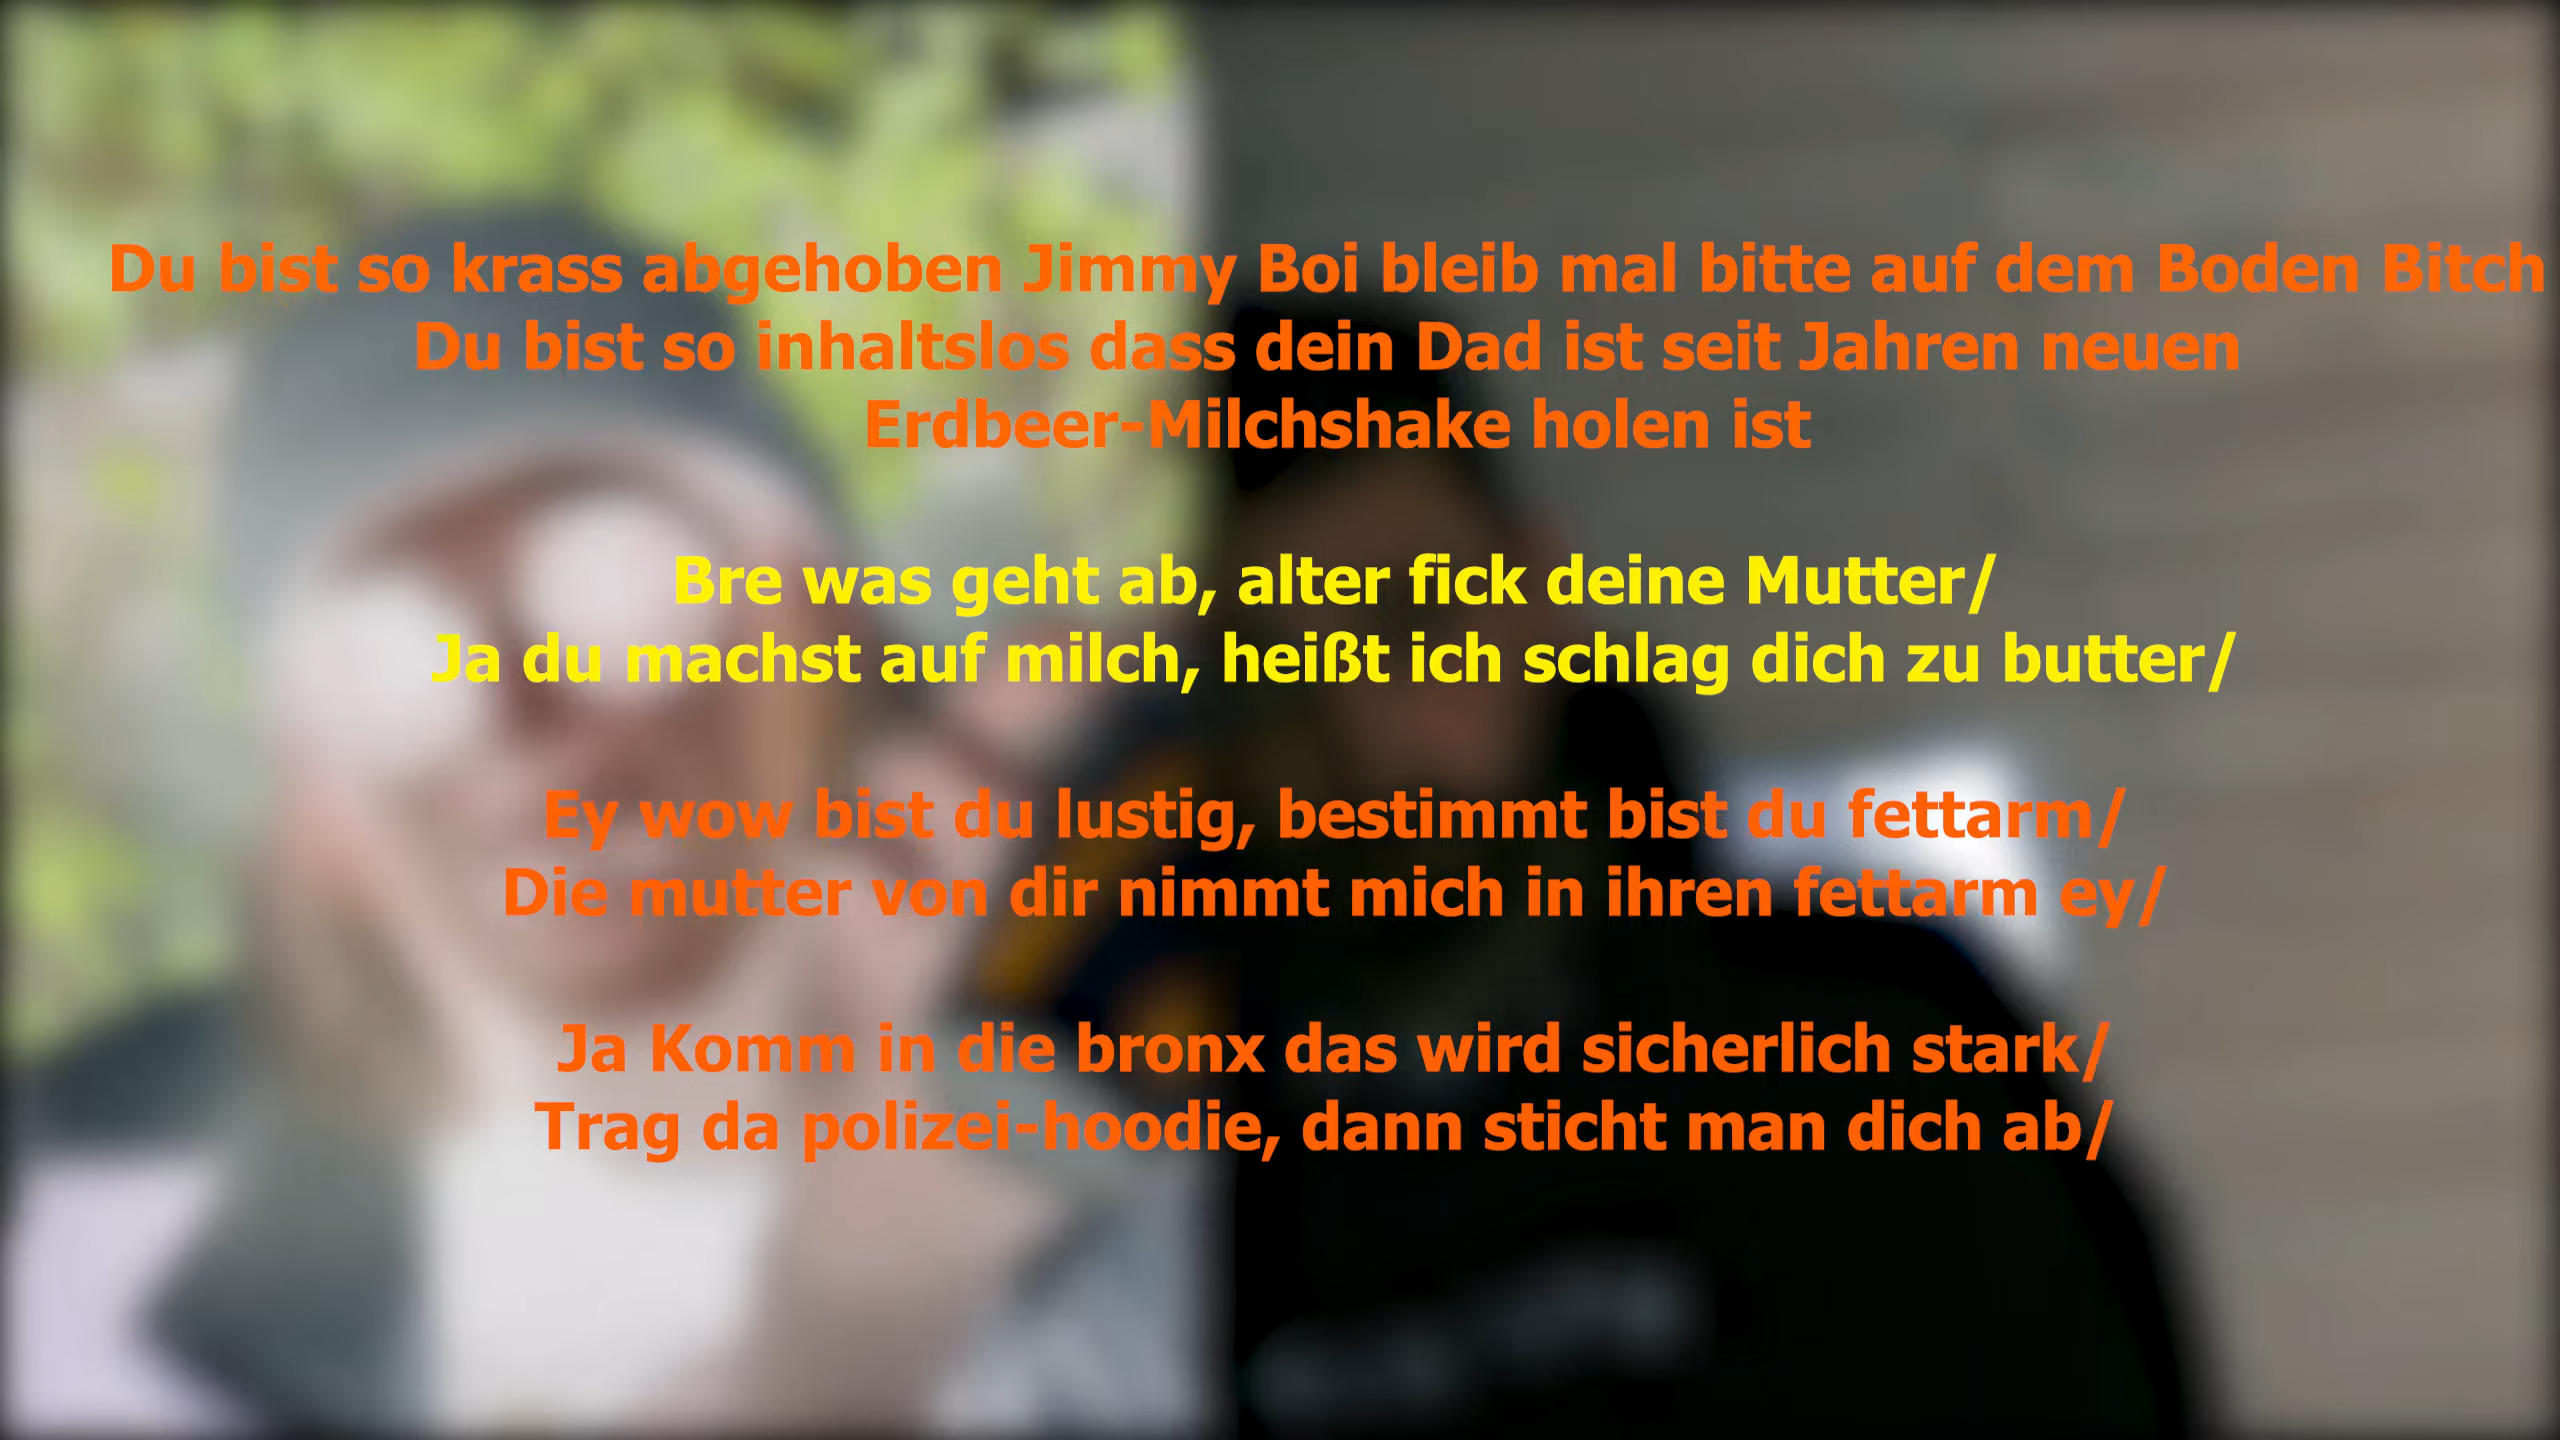 Du bist so krass abgehoben Jimmy Boi bleib mal bitte auf dem Boden Bitch
Du bist so inhaltslos dass dein Dad ist seit Jahren neuen
Erdbeer-Milchshake holen ist
Bre was geht ab, alter fick deine Mutter/
Ja du machst auf milch, heißt ich schlag dich zu butter/
Ey wow bist du lustig, bestimmt bist du fettarm/
Die mutter von dir nimmt mich in ihren fettarm ey/
Ja Komm in die bronx das wird sicherlich stark/
Trag da polizei-hoodie, dann sticht man dich ab/